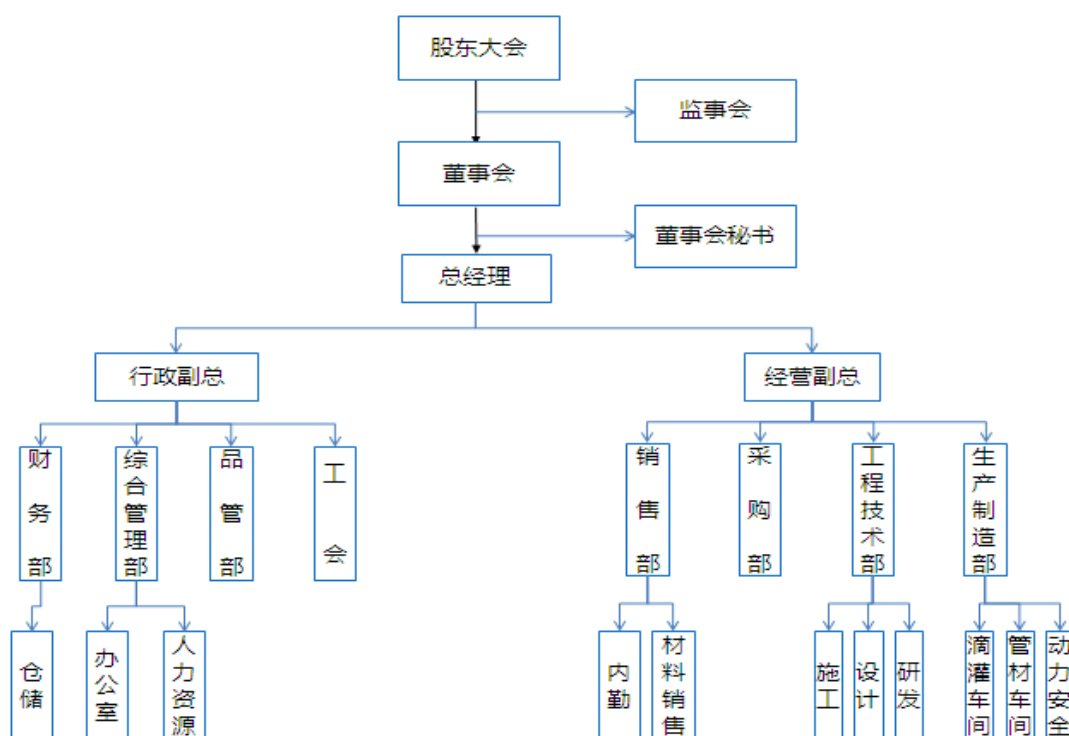 股东大会
监事会
董事会
董事会秘书
总经理
行政副总
经营副总
财务部
综合管理部
品管部
工会
销售部
采购部
工程技术部
生产制造部
仓储
办公室
人力资源
内勤
材料销售
施工
设计
研发
滴灌车间
管材车间
动力安全